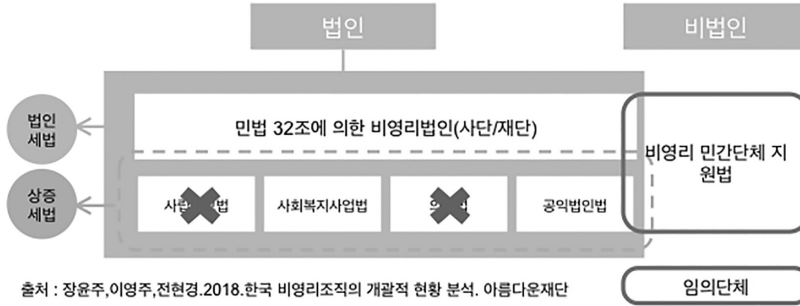 법인
비법인
법인
세법
민법 32조에 의한 비영리법인(사단/재단)
비영리 민간단체 지
원법
상증
세법
사회복지사업법
공익법인법
출처 : 장윤주,이영주,전현경.2018.한국 비영리조직의 개괄적 현황 분석. 아름다운재단
임의단체